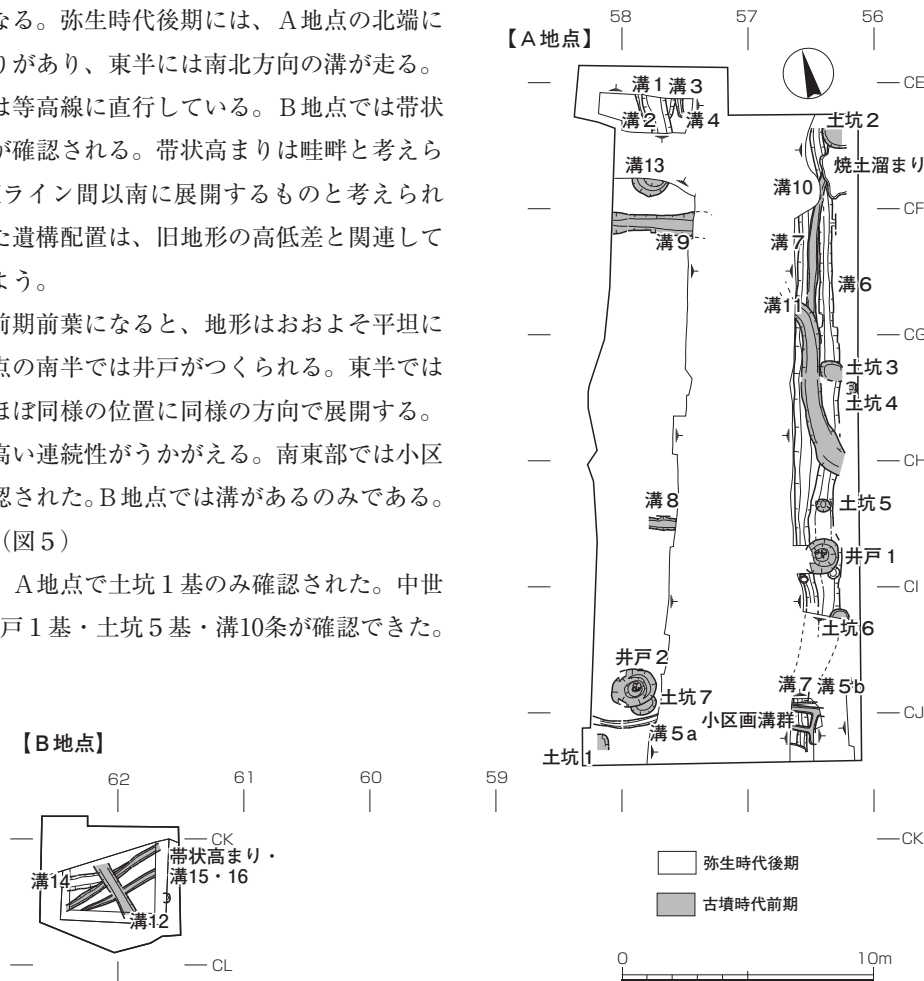 なる。弥生時代後期には、A地点の北端に
りがあり、東半には南北方向の溝が走る。
は等高線に直行している。B地点では帯状
が確認される。帯状高まりは畦畔と考えら
ライン間以南に展開するものと考えられ
た遺構配置は、旧地形の高低差と関連して
よう。
前期前葉になると、地形はおおよそ平坦に
点の南半では井戸がつくられる。東半では
ほぼ同様の位置に同様の方向で展開する。
高い連続性がうかがえる。南東部では小区
認された。B地点では溝があるのみである。
(図5)
A地点で土坑1基のみ確認された。中世
戸1基・土坑5基・溝10条が確認できた。
【A地点】
58 57 56
CE
溝1 溝3
溝2 溝4
土坑2
溝13
焼土溜まり
溝10
CF
溝9
溝7
溝6
溝11
CG
土坑3
土坑4
CH
溝8
土坑5
井戸1
CI
土坑6
井戸2
土坑7
溝7 溝5b
小区画溝群
CJ
溝5a
土坑1
【B地点】
62 61 60 59
CK
CK
帯状高まり・
溝15・16
溝14
溝12
CL
弥生時代後期
古墳時代前期
0 10m